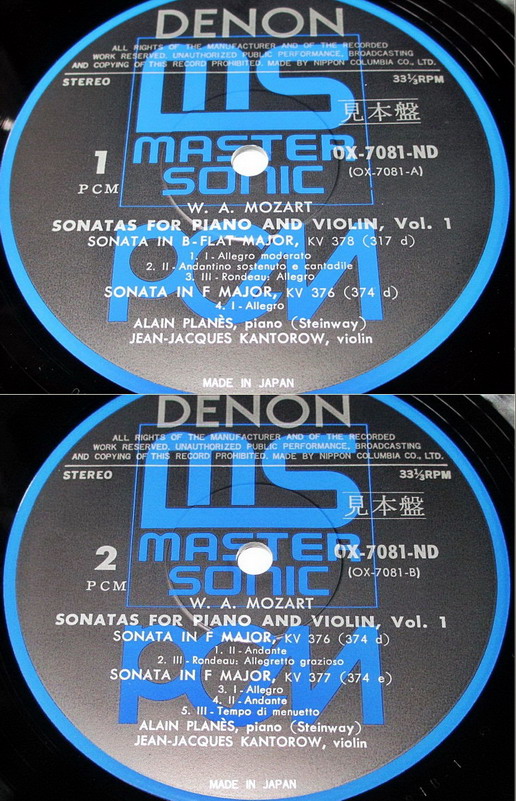 DENON
ALL RIGHTS OF THE MANUFACTURER AND OF THE RECORDED
WORK RESERVED. UNAUTHORIZED PUBLIC PERFORMANCE, BROADCASTING
AND COPYING OF THIS RECORD PROHIBITED. MADE BY NIPPON COLUMBIA CO., LTD.
STEREO 33⅓RPM
MS
見本盤
MASTER
SONIC
1
PCM
OX-7081-ND
(OX-7081-A)
W. A. MOZART
SONATAS FOR PIANO AND VIOLIN, Vol. 1
SONATA IN B-FLAT MAJOR, KV 378 (317 d)
1. I-Allegro moderato
2. II-Andantino sostenuto e cantadile
3. III-Rondeau: Allegro
SONATA IN F MAJOR, KV 376 (374 d)
4. I-Allegro
PCM
ALAIN PLANÈS, piano (Steinway)
JEAN-JACQUES KANTOROW, violin
MADE IN JAPAN
DENON
ALL RIGHTS OF THE MANUFACTURER AND OF THE RECORDED
WORK RESERVED. UNAUTHORIZED PUBLIC PERFORMANCE, BROADCASTING
AND COPYING OF THIS RECORD PROHIBITED. MADE BY NIPPON COLUMBIA CO., LTD.
STEREO 33⅓RPM
MS
見本盤
MASTER
SONIC
2
PCM
OX-7081-ND
(OX-7081-B)
W. A. MOZART
SONATAS FOR PIANO AND VIOLIN, Vol. 1
SONATA IN F MAJOR, KV 376 (374 d)
1. II-Andante
2. III-Rondeau: Allegretto grazioso
SONATA IN F MAJOR, KV 377 (374 e)
3. I-Allegro
4. II-Andante
5. III-Tempo di menuetto
PCM
ALAIN PLANÈS, piano (Steinway)
JEAN-JACQUES KANTOROW, violin
MADE IN JAPAN